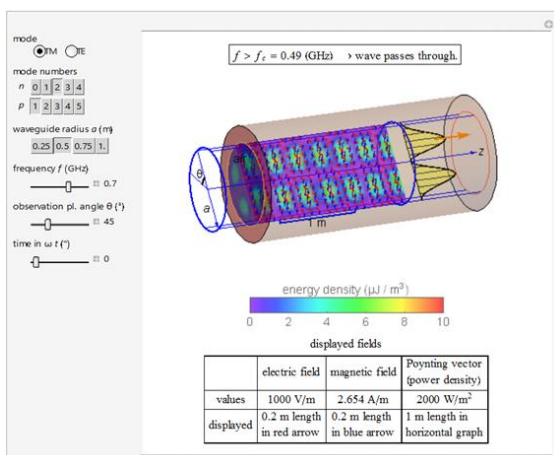 mode
TM TE
mode numbers
n 0 1 2 3 4
p 1 2 3 4 5
waveguide radius a (m)
0.25 0.5 0.75 1.
frequency f (GHz)
0.7
observation pl. angle θ (°)
45
time in ω t (°)
0
f > f꜀ = 0.49 (GHz) › wave passes through.
θ
a
z
1 m
energy density (μJ / m³)
0 2 4 6 8 10
displayed fields
electric field magnetic field Poynting vector (power density)
values 1000 V/m 2.654 A/m 2000 W/m²
displayed 0.2 m length in red arrow 0.2 m length in blue arrow 1 m length in horizontal graph